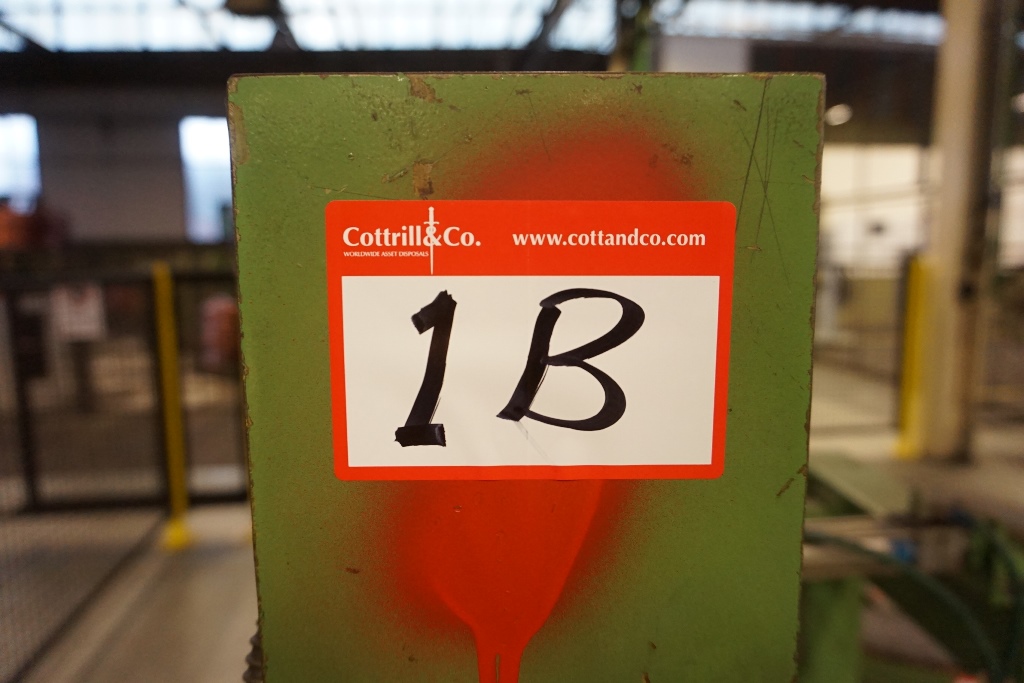 Cottrill&Co. www.cottandco.com
WORLDWIDE ASSET DISPOSALS
1B